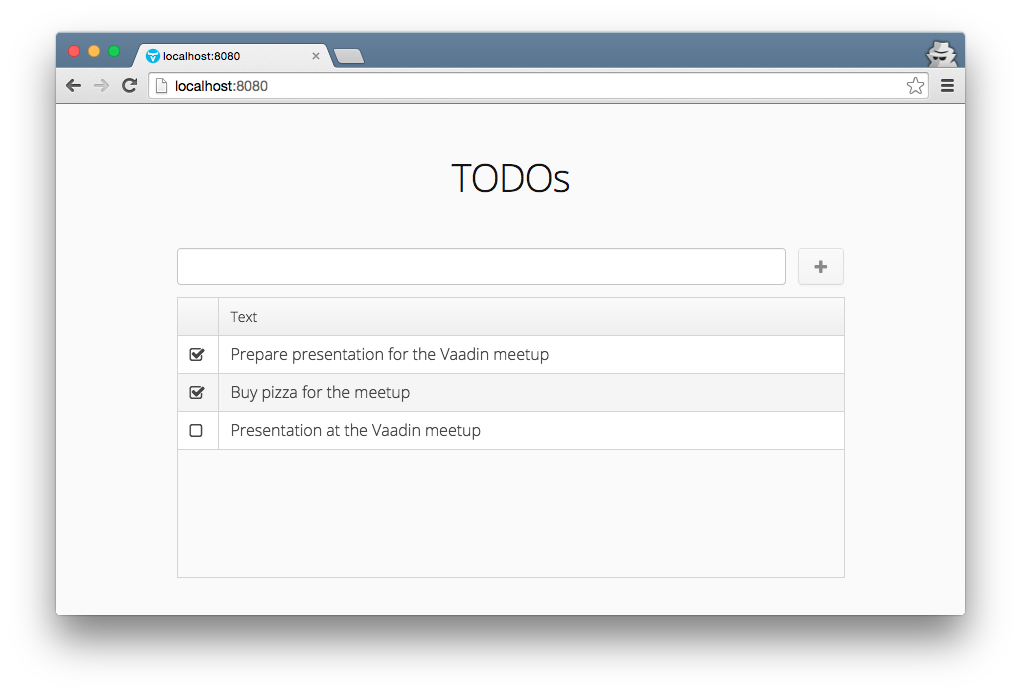 localhost:8080
localhost:8080
TODOs
Text
Prepare presentation for the Vaadin meetup
Buy pizza for the meetup
Presentation at the Vaadin meetup